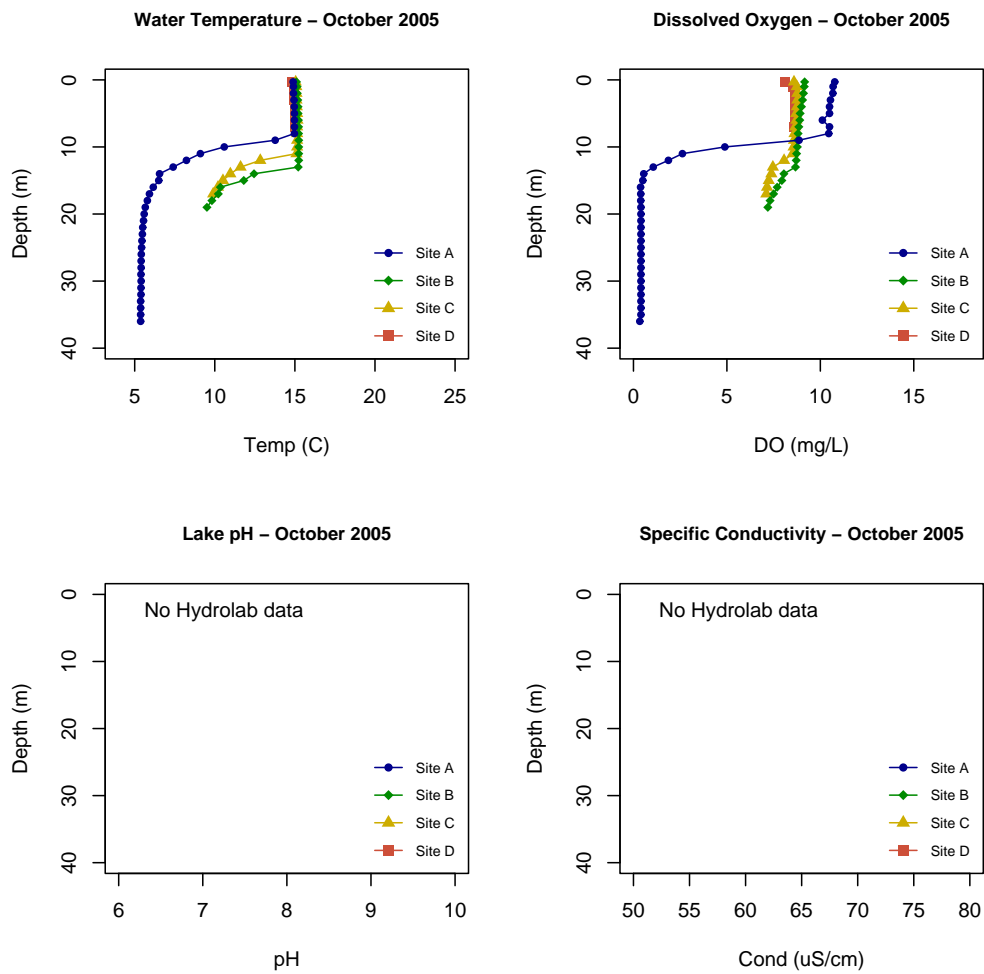 Water Temperature – October 2005
0
10
20
30
40
Depth (m)
Site A
Site B
Site C
Site D
5 10 15 20 25
Temp (C)
Dissolved Oxygen – October 2005
0
10
20
30
40
Depth (m)
Site A
Site B
Site C
Site D
0 5 10 15
DO (mg/L)
Lake pH – October 2005
No Hydrolab data
0
10
20
30
40
Depth (m)
Site A
Site B
Site C
Site D
6 7 8 9 10
pH
Specific Conductivity – October 2005
No Hydrolab data
0
10
20
30
40
Depth (m)
Site A
Site B
Site C
Site D
50 55 60 65 70 75 80
Cond (uS/cm)